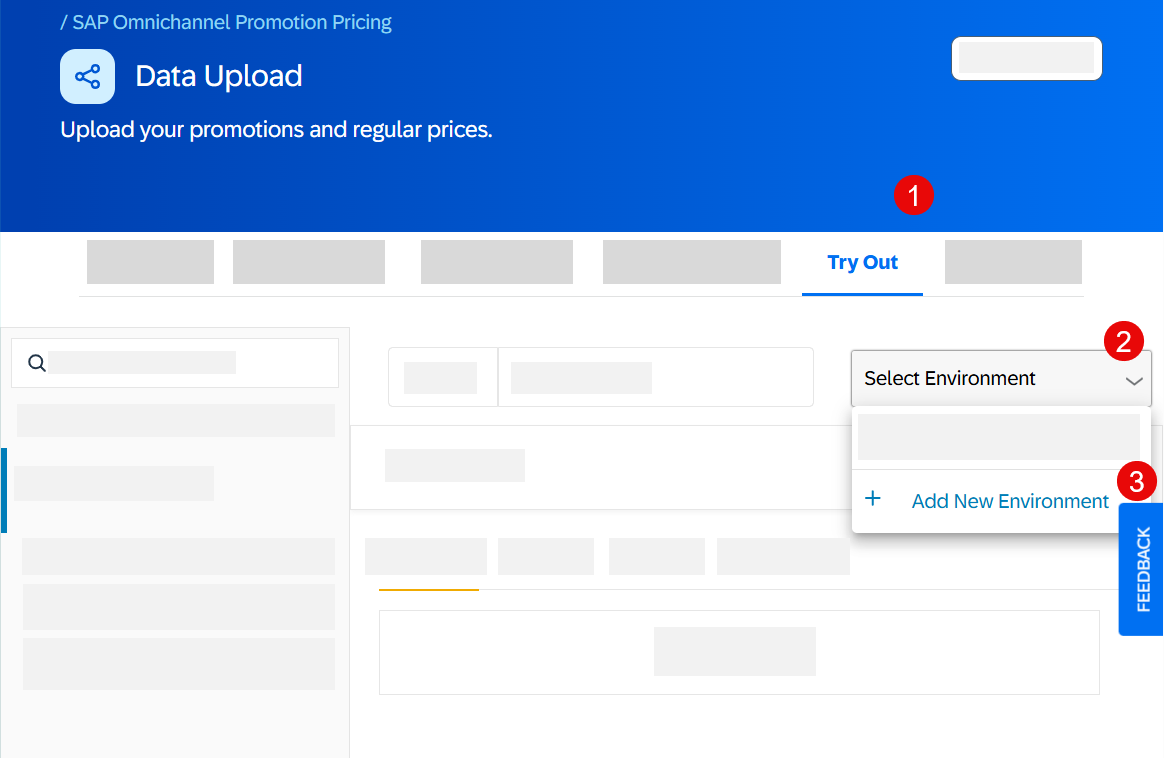 / SAP Omnichannel Promotion Pricing
Data Upload
Upload your promotions and regular prices.
1
Try Out
2
Select Environment
3
+ Add New Environment
FEEDBACK